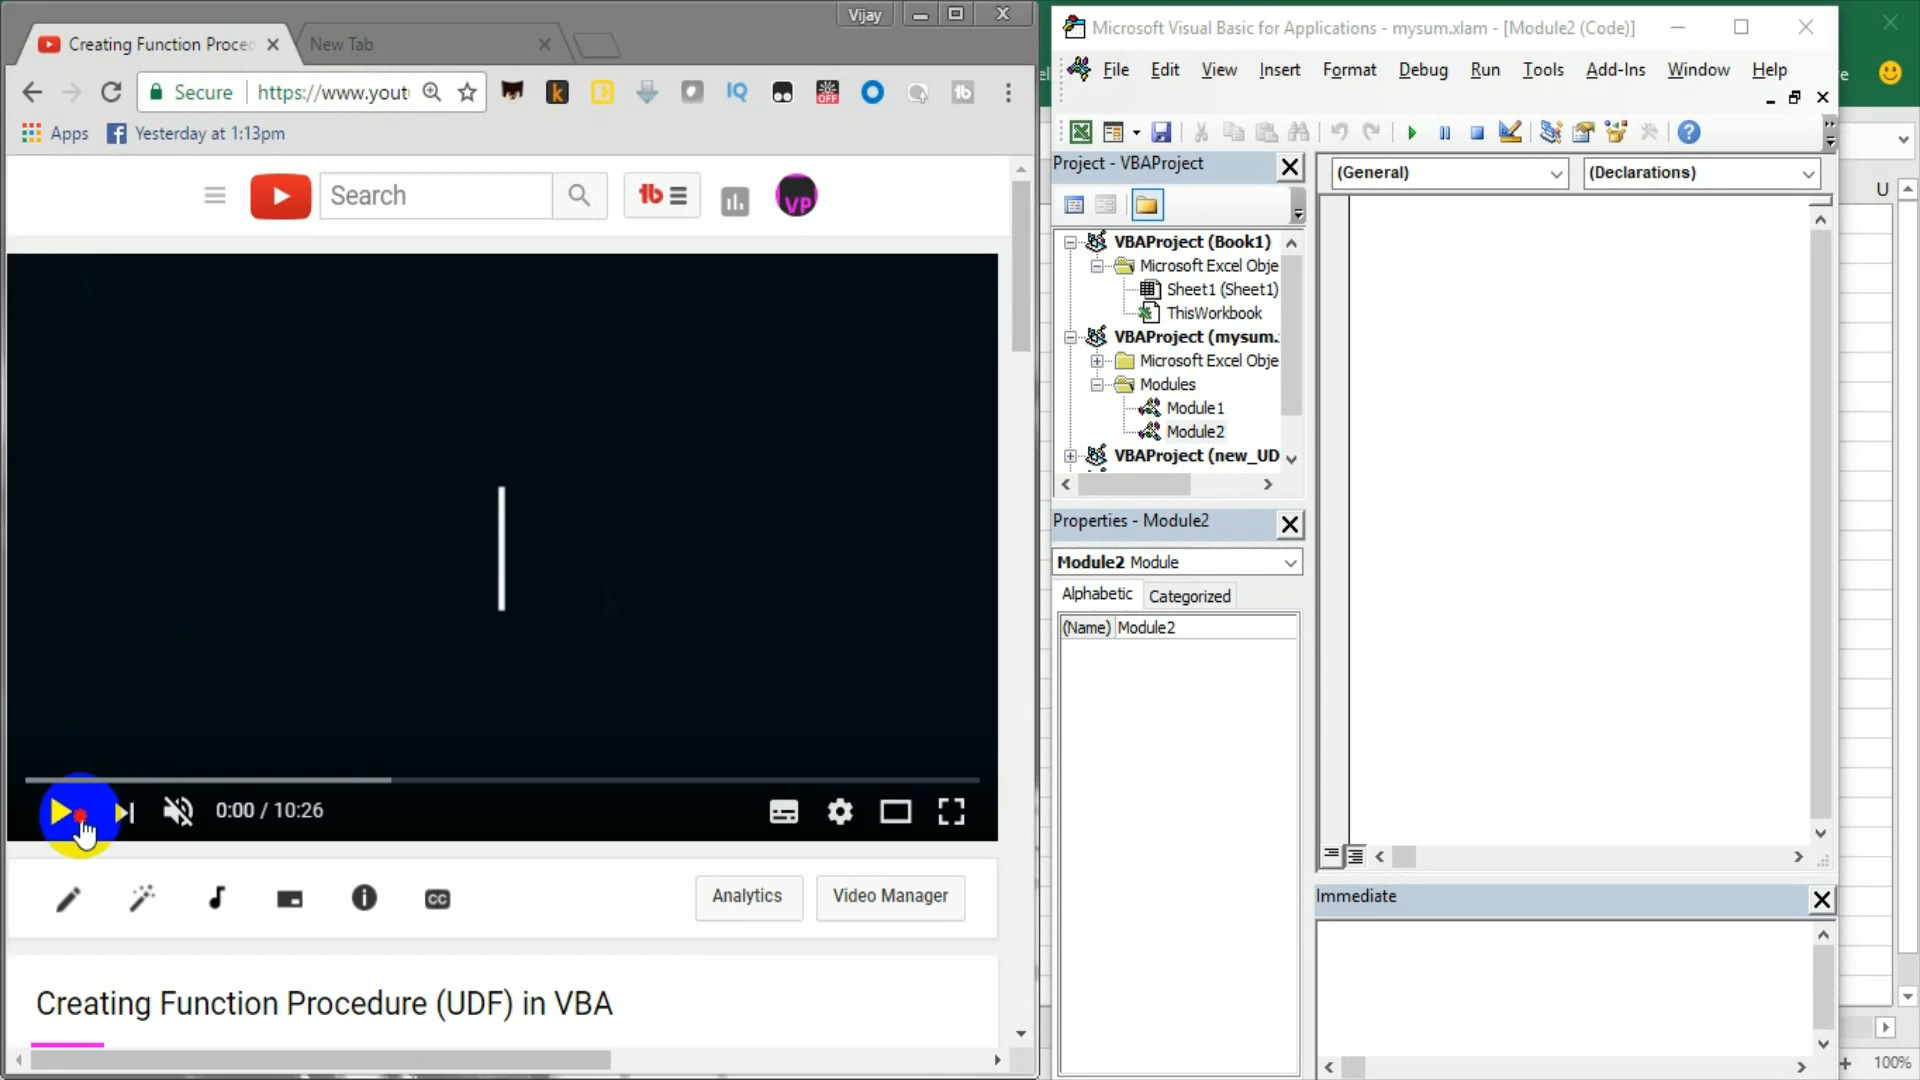 Vijay
Creating Function Proce
New Tab
Secure
https://www.yout
IQ
OFF
Apps
Yesterday at 1:13pm
Search
VP
0:00 / 10:26
CC
Analytics
Video Manager
Creating Function Procedure (UDF) in VBA
Microsoft Visual Basic for Applications - mysum.xlam - [Module2 (Code)]
File Edit View Insert Format Debug Run Tools Add-Ins Window Help
Project - VBAProject
(General)
(Declarations)
VBAProject (Book1)
Microsoft Excel Obje
Sheet1 (Sheet1)
ThisWorkbook
VBAProject (mysum.
Microsoft Excel Obje
Modules
Module1
Module2
VBAProject (new_UD
Properties - Module2
Module2 Module
Alphabetic
Categorized
(Name) Module2
Immediate
U
100%